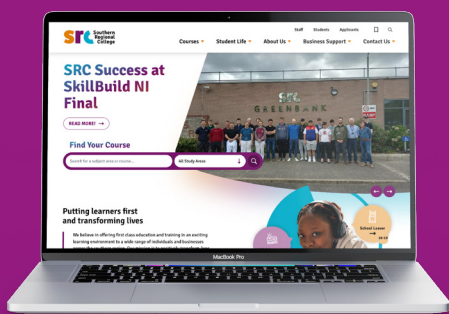 Staff Students Applicants
src Southern
Regional
College
Courses Student Life About Us Business Support Contact Us
SRC Success at
SkillBuild NI
Final
READ MORE! →
src
GREENBANK
Find Your Course
Search for a subject area or course...
All Study Areas
Putting learners first
and transforming lives
We believe in offering first class education and training in an exciting
learning environment to a wide range of individuals and businesses
School Leaver
MacBook Pro